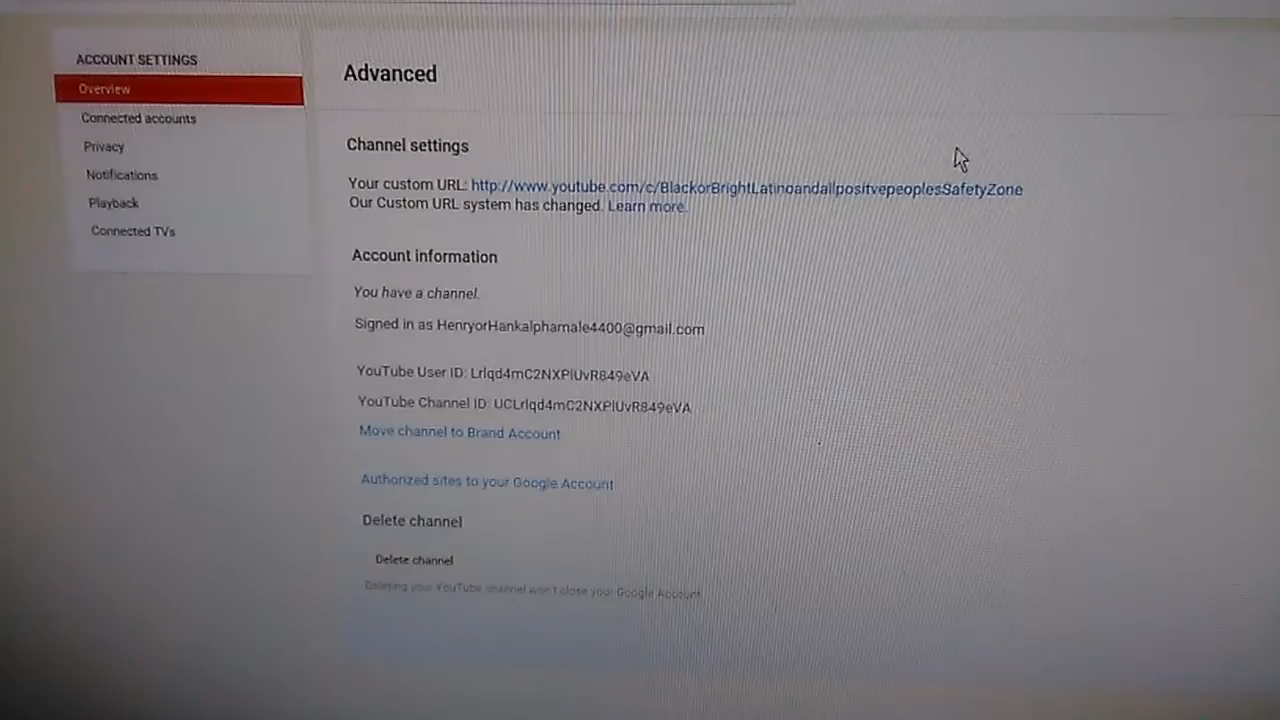 ACCOUNT SETTINGS
Overview
Connected accounts
Privacy
Notifications
Playback
Connected TVs
Advanced
Channel settings
Your custom URL: http://www.youtube.com/c/BlackorBrightLatinoandallpositvepeoplesSafetyZone
Our Custom URL system has changed. Learn more.
Account information
You have a channel.
Signed in as HenryorHankalphamale4400@gmail.com
YouTube User ID: Lrlqd4mC2NXPlUvR849eVA
YouTube Channel ID: UCLrlqd4mC2NXPlUvR849eVA
Move channel to Brand Account
Authorized sites to your Google Account
Delete channel
Delete channel
Deleting your YouTube channel won't close your Google Account.